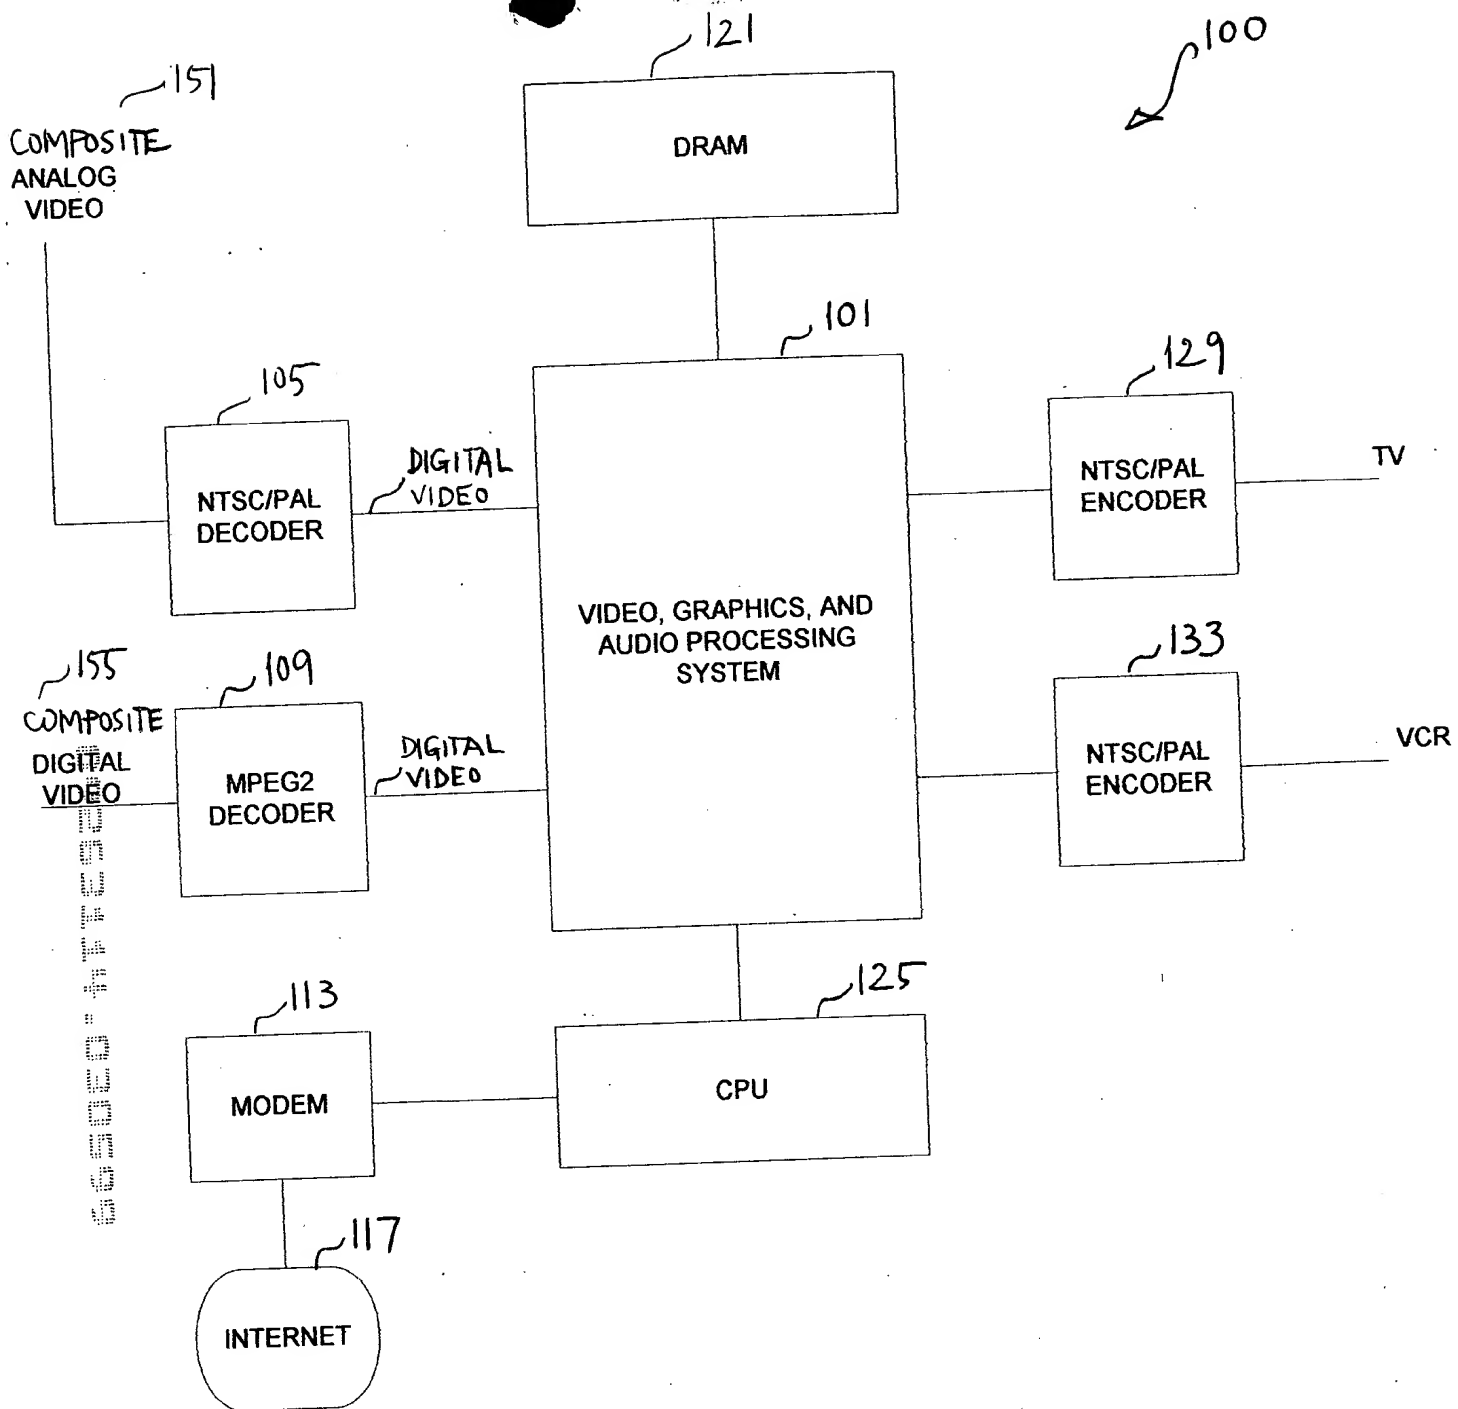 121
100
151
COMPOSITE
ANALOG
VIDEO
DRAM
101
129
105
DIGITAL
VIDEO
NTSC/PAL
DECODER
NTSC/PAL
ENCODER
TV
VIDEO, GRAPHICS, AND
AUDIO PROCESSING
SYSTEM
155
COMPOSITE
DIGITAL
VIDEO
109
MPEG2
DECODER
DIGITAL
VIDEO
133
NTSC/PAL
ENCODER
VCR
113
MODEM
125
CPU
117
INTERNET